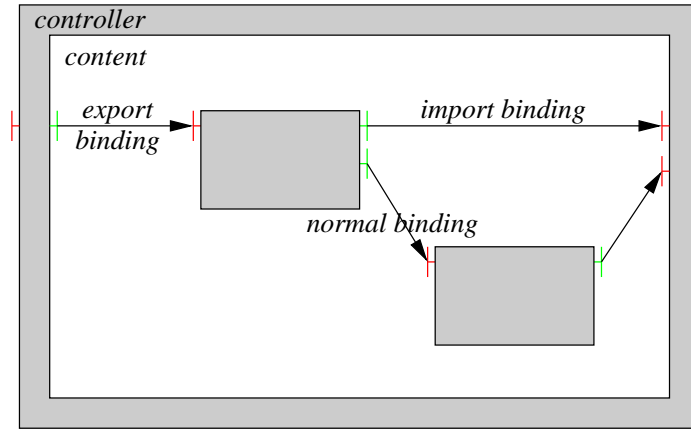 controller
content
export
binding
import binding
normal binding